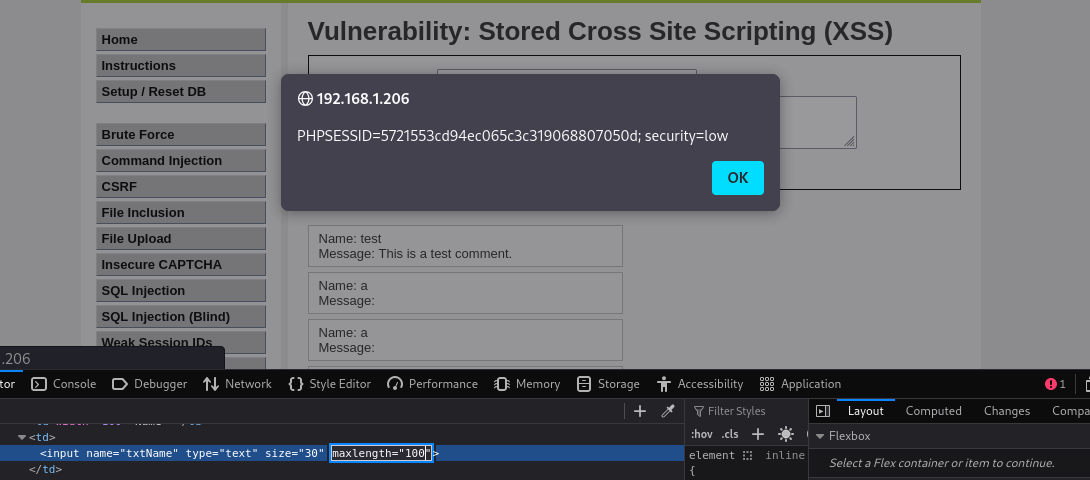 Vulnerability: Stored Cross Site Scripting (XSS)
Home
Instructions
Setup / Reset DB
Brute Force
Command Injection
CSRF
File Inclusion
File Upload
Insecure CAPTCHA
SQL Injection
SQL Injection (Blind)
Weak Session IDs
192.168.1.206
PHPSESSID=5721553cd94ec065c3c319068807050d; security=low
OK
Name: test
Message: This is a test comment.
Name: a
Message:
Name: a
Message:
.206
tor Console Debugger Network Style Editor Performance Memory Storage Accessibility Application 1
Filter Styles
Layout Computed Changes Compa
:hov .cls
Flexbox
<td>
<input name="txtName" type="text" size="30" maxlength="100">
</td>
element inline
{
Select a Flex container or item to continue.